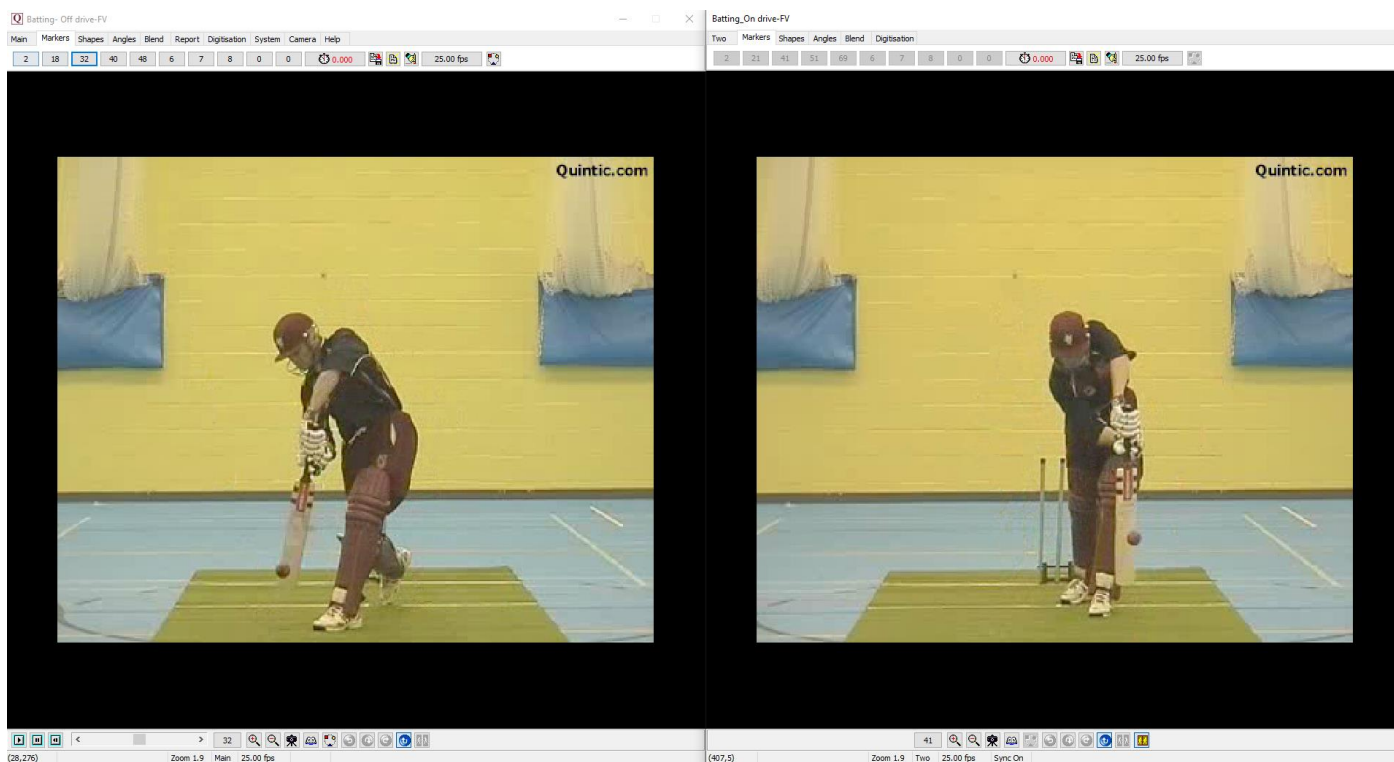 Q Batting- Off drive-FV
Main Markers Shapes Angles Blend Report Digitisation System Camera Help
2 18 32 40 48 6 7 8 0 0 0.000 25.00 fps
Quintic.com
< > 32
(28,276) Zoom 1.9 Main 25.00 fps
Batting_On drive-FV
Two Markers Shapes Angles Blend Digitisation
2 21 41 51 69 6 7 8 0 0 0.000 25.00 fps
Quintic.com
41
(407,5) Zoom 1.9 Two 25.00 fps Sync On